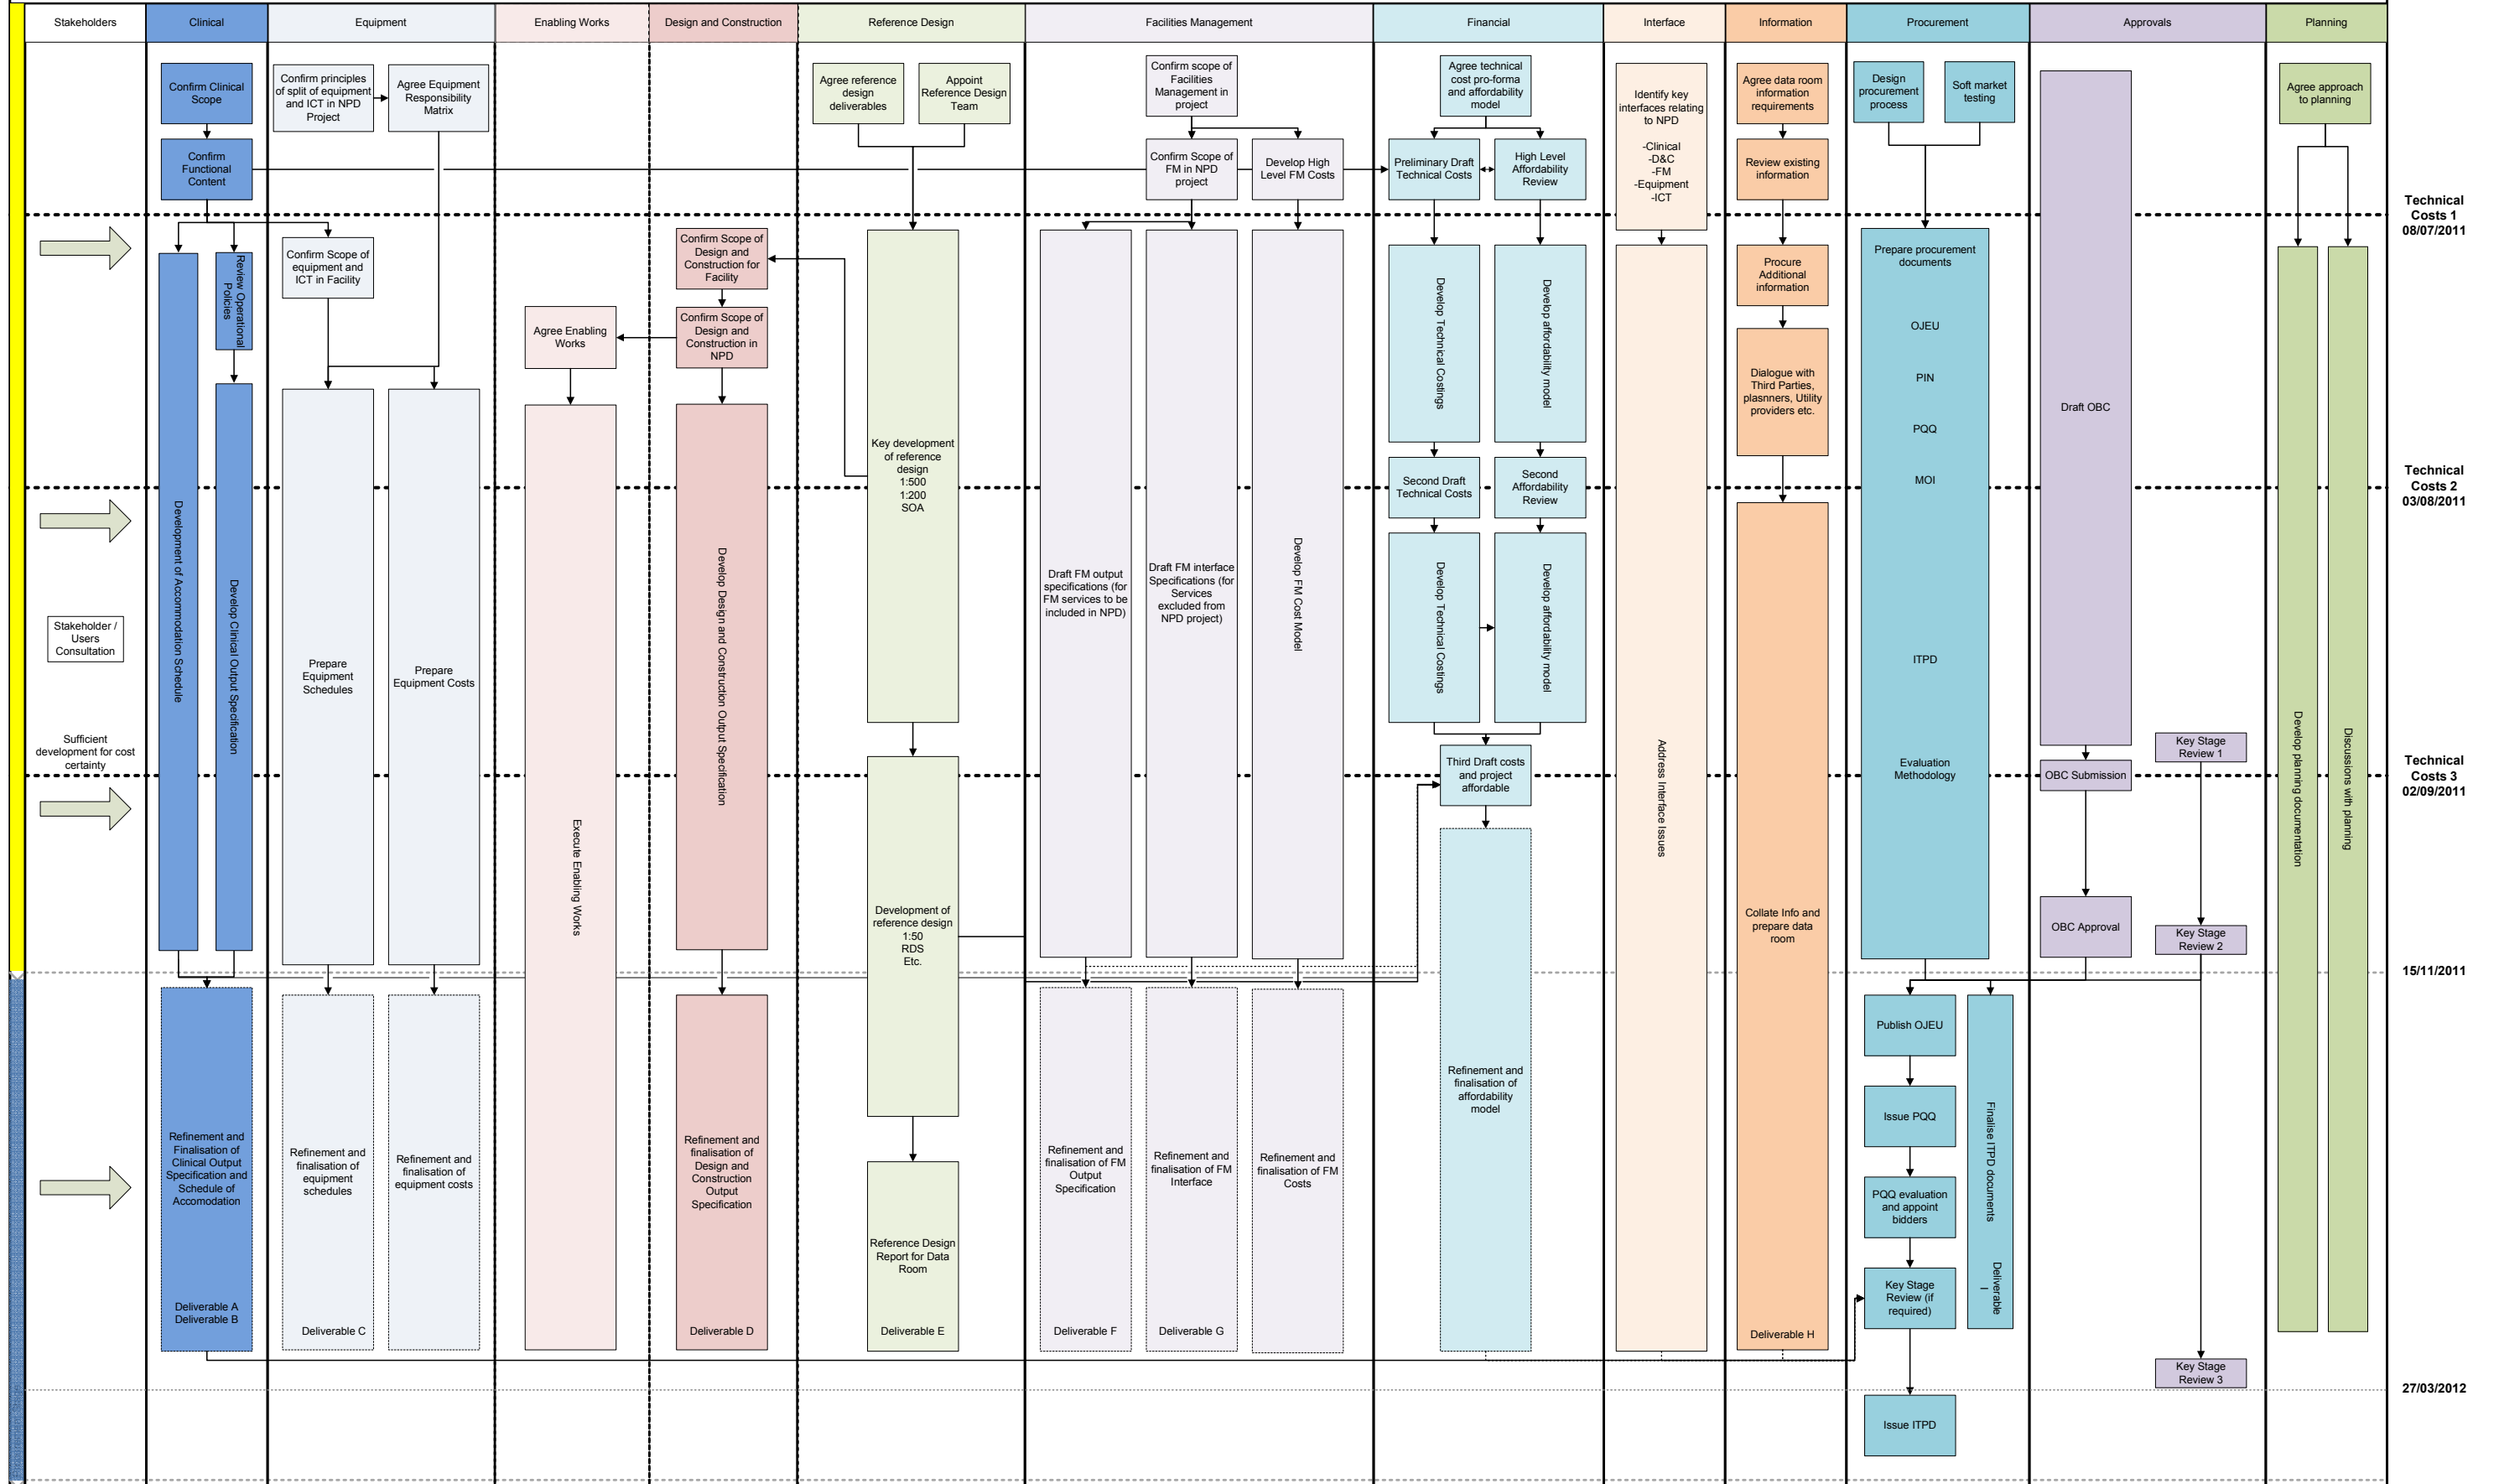 Stakeholders
Clinical
Equipment
Enabling Works
Design and Construction
Reference Design
Facilities Management
Financial
Interface
Information
Procurement
Approvals
Planning
Stakeholder /
Users
Consultation
Sufficient
development for cost
certainty
Confirm Clinical
Scope
Confirm
Functional
Content
Development of Accommodation Schedule
Review Operational
Policies
Develop Clinical Output Specification
Refinement and
Finalisation of
Clinical Output
Specification and
Schedule of
Accomodation
Deliverable A
Deliverable B
Confirm principles
of split of equipment
and ICT in NPD
Project
Agree Equipment
Responsibility
Matrix
Confirm Scope of
equipment and
ICT in Facility
Prepare
Equipment
Schedules
Prepare
Equipment Costs
Refinement and
finalisation of
equipment
schedules
Deliverable C
Refinement and
finalisation of
equipment costs
Agree Enabling
Works
Execute Enabling Works
Confirm Scope of
Design and
Construction for
Facility
Confirm Scope of
Design and
Construction in
NPD
Develop Design and Construction Output Specification
Refinement and
finalisation of
Design and
Construction
Output
Specification
Deliverable D
Agree reference
design
deliverables
Appoint
Reference Design
Team
Key development
of reference
design
1:500
1:200
SOA
Development of
reference design
1:50
RDS
Etc.
Reference Design
Report for Data
Room
Deliverable E
Confirm scope of
Facilities
Management in
project
Confirm Scope of
FM in NPD
project
Develop High
Level FM Costs
Draft FM output
specifications (for
FM services to be
included in NPD)
Draft FM interface
Specifications (for
Services
excluded from
NPD project)
Develop FM Cost Model
Refinement and
finalisation of FM
Output
Specification
Deliverable F
Refinement and
finalisation of FM
Interface
Deliverable G
Refinement and
finalisation of FM
Costs
Agree technical
cost pro-forma
and affordability
model
Preliminary Draft
Technical Costs
High Level
Affordability
Review
Develop Technical Costings
Develop affordability model
Second Draft
Technical Costs
Second
Affordability
Review
Develop Technical Costings
Develop affordability model
Third Draft costs
and project
affordable
Refinement and
finalisation of
affordability
model
Identify key
interfaces relating
to NPD
-Clinical
-D&C
-FM
-Equipment
-ICT
Address Interface Issues
Agree data room
information
requirements
Review existing
information
Procure
Additional
information
Dialogue with
Third Parties,
plasnners, Utility
providers etc.
Collate Info and
prepare data
room
Deliverable H
Design
procurement
process
Soft market
testing
Prepare procurement
documents
OJEU
PIN
PQQ
MOI
ITPD
Evaluation
Methodology
Publish OJEU
Issue PQQ
PQQ evaluation
and appoint
bidders
Key Stage
Review (if
required)
Issue ITPD
Finalise ITPD documents
Deliverable
I
Draft OBC
OBC Submission
OBC Approval
Key Stage
Review 1
Key Stage
Review 2
Key Stage
Review 3
Agree approach
to planning
Develop planning documentation
Discussions with planning
Technical
Costs 1
08/07/2011
Technical
Costs 2
03/08/2011
Technical
Costs 3
02/09/2011
15/11/2011
27/03/2012